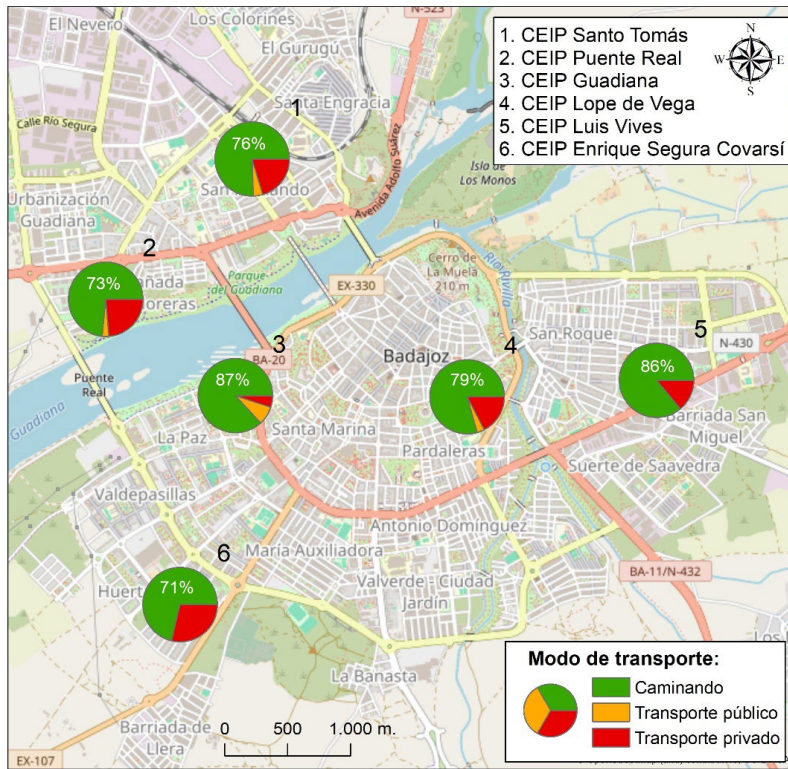 N-523
Los Colorines
El Nevero
El Gurugú
1. CEIP Santo Tomás
2. CEIP Puente Real
3. CEIP Guadiana
4. CEIP Lope de Vega
5. CEIP Luis Vives
6. CEIP Enrique Segura Covarsí
N
W
E
S
Santa Engracia
1
Calle Río Segura
76%
Avenida Adolfo Suárez
Isla de
Los Monos
Urbanización
Guadiana
2
Cerro de
La Muela
210 m
Río Rivilla
73%
Parque
del Guadiana
EX-330
San Roque
3
4
5
N-430
BA-20
Badajoz
Puente
Real
87%
79%
86%
Guadiana
La Paz
Santa Marina
Barriada San
Miguel
Pardaleras
Suerte de Saavedra
Valdepasillas
Antonio Domínguez
6
María Auxiliadora
BA-11/N-432
71%
Valverde - Ciudad
Jardín
La Banasta
Modo de transporte:
Caminando
Transporte público
Transporte privado
Barriada de
Llera
0 500 1.000 m.
EX-107